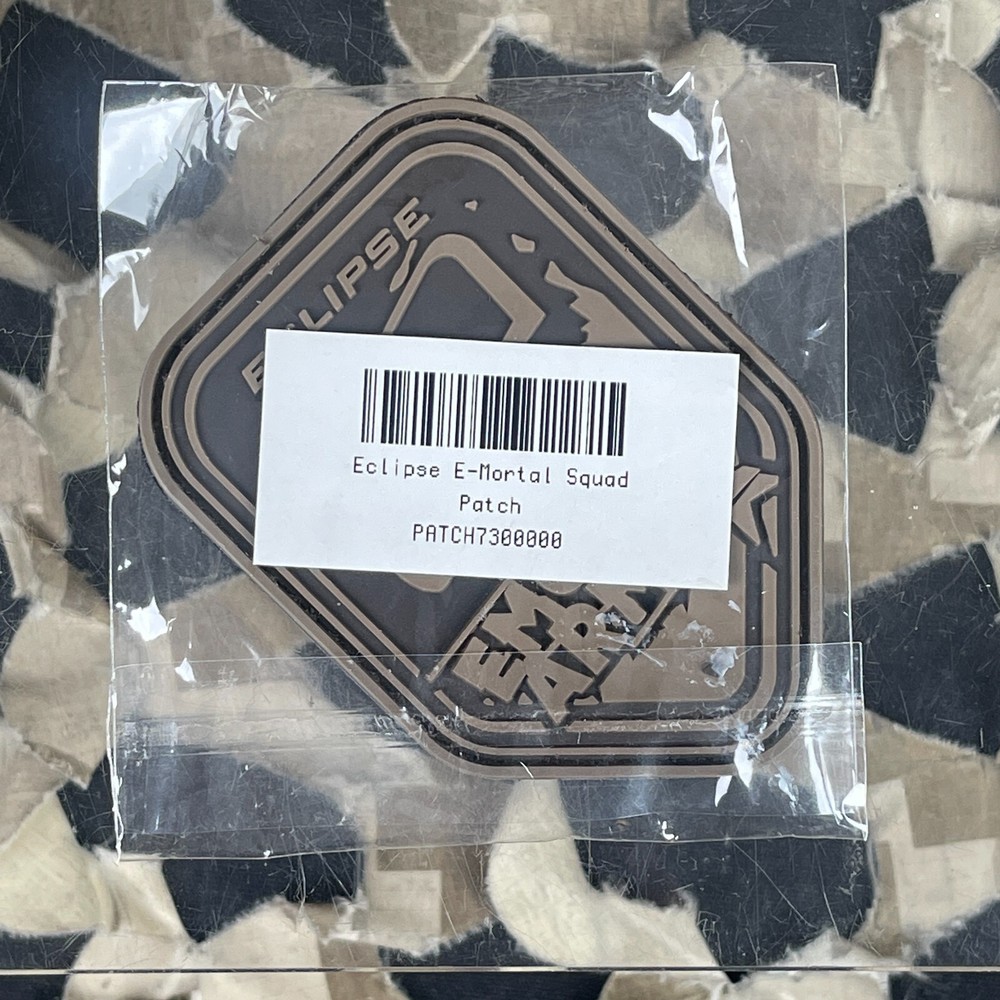 ECLIPSE
Eclipse E-Mortal Squad
Patch
PATCH7300000